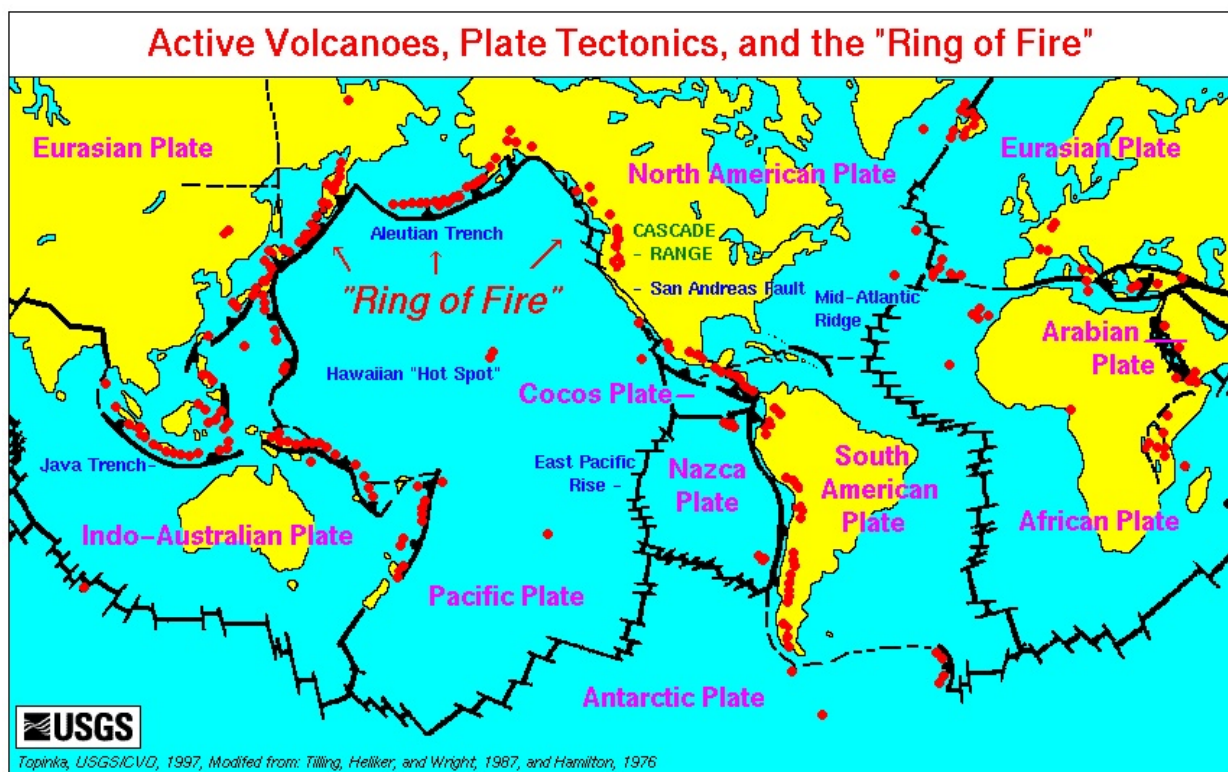 Active Volcanoes, Plate Tectonics, and the "Ring of Fire"
Eurasian Plate
North American Plate
Eurasian Plate
Aleutian Trench
CASCADE
- RANGE
"Ring of Fire"
- San Andreas Fault
Mid-Atlantic
Ridge
Arabian
Plate
Hawaiian "Hot Spot"
Cocos Plate
Java Trench-
East Pacific
Rise -
Nazca
Plate
South
American
Plate
Indo-Australian Plate
African Plate
Pacific Plate
Antarctic Plate
USGS
Topinka, USGS/CVO, 1997, Modifed from: Tilling, Heliker, and Wright, 1987, and Hamilton, 1976